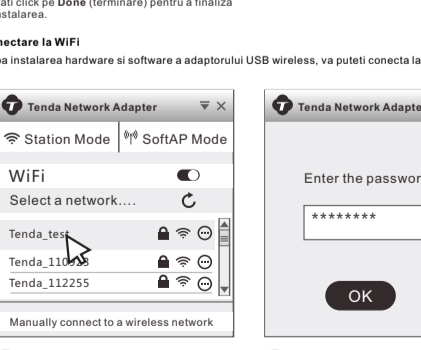 ati click pe Done (terminare) pentru a finaliza
nstalarea.
nectare la WiFi
pa instalarea hardware si software a adaptorului USB wireless, va puteti conecta la
Tenda Network Adapter
Station Mode
SoftAP Mode
WiFi
Select a network....
Tenda_test
Tenda_110923
Tenda_112255
Manually connect to a wireless network
Tenda Network Adapte
Enter the passwor
********
OK